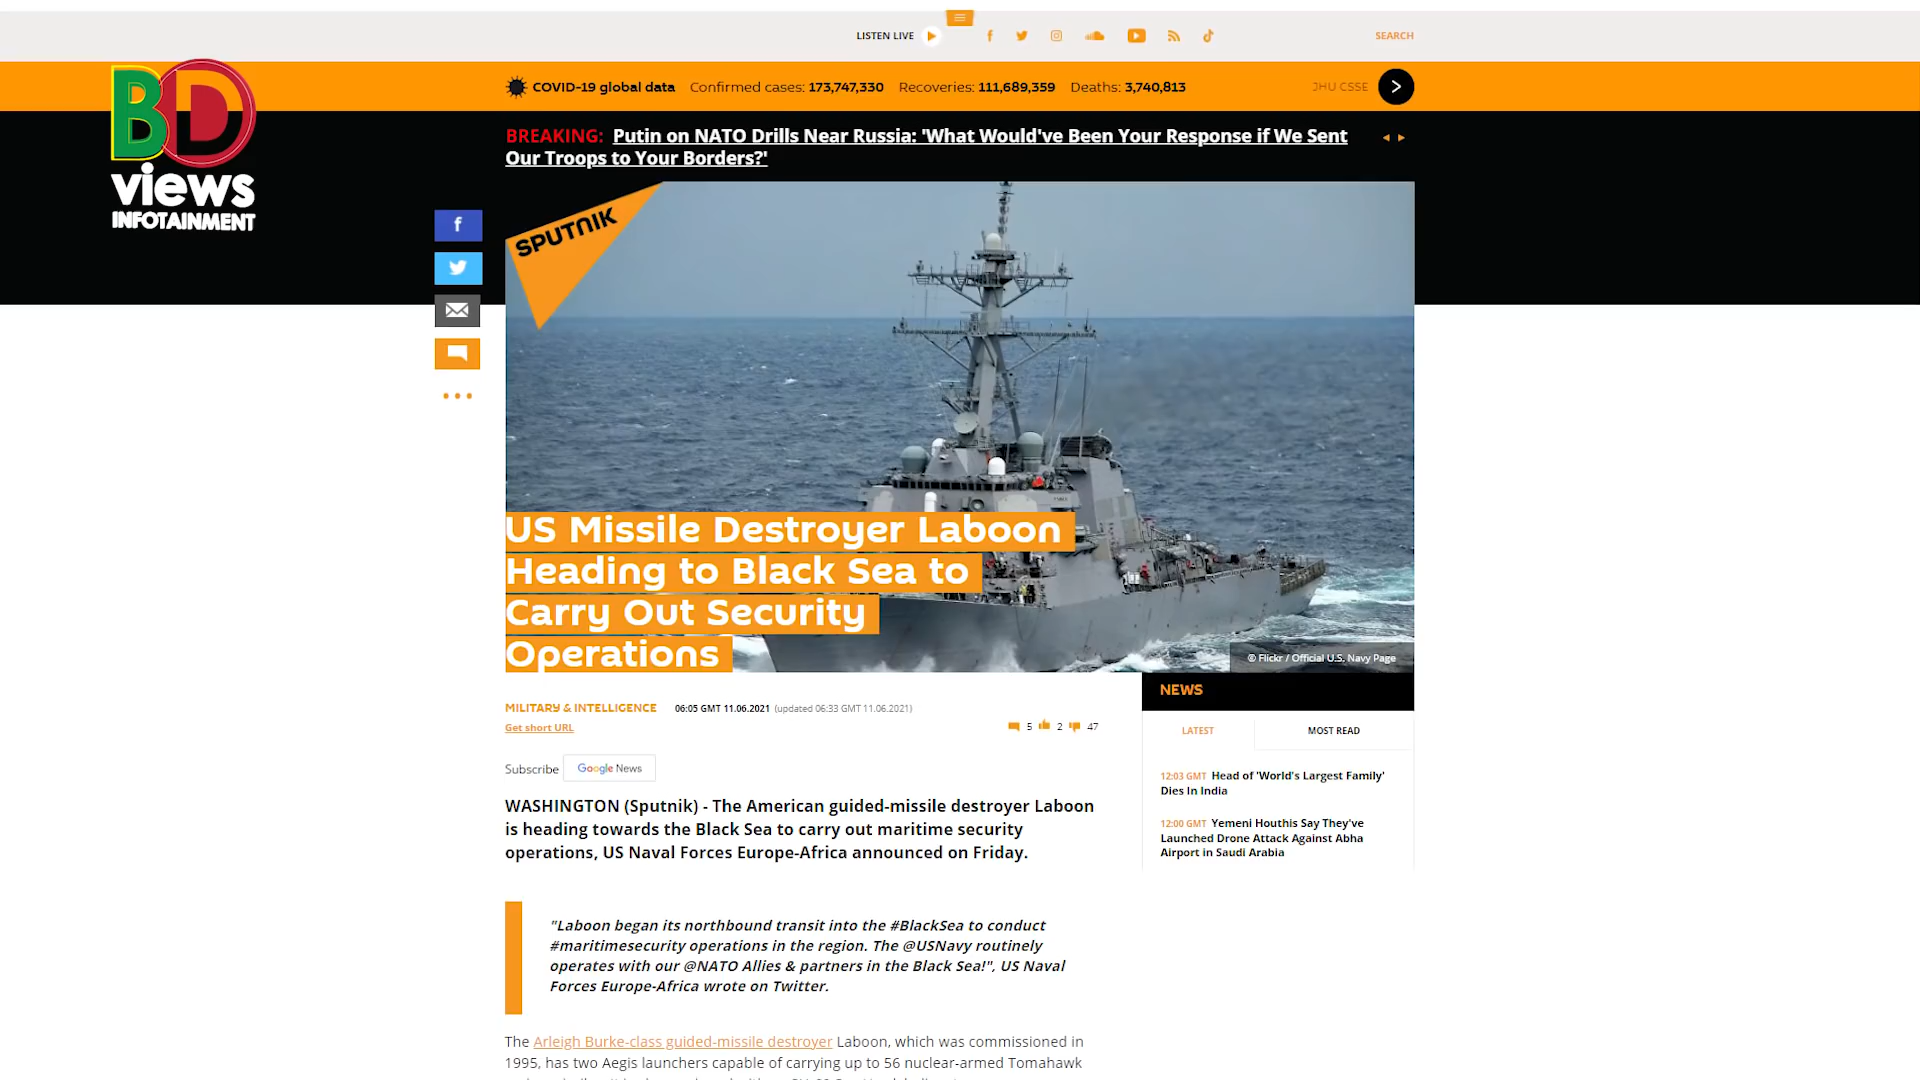 LISTEN LIVE
SEARCH
COVID-19 global data Confirmed cases: 173,747,330 Recoveries: 111,689,359 Deaths: 3,740,813 JHU CSSE
BD
views
INFOTAINMENT
BREAKING: Putin on NATO Drills Near Russia: 'What Would've Been Your Response if We Sent
Our Troops to Your Borders?'
SPUTNIK
US Missile Destroyer Laboon
Heading to Black Sea to
Carry Out Security
Operations
© Flickr / Official U.S. Navy Page
MILITARY & INTELLIGENCE 06:05 GMT 11.06.2021 (updated 06:33 GMT 11.06.2021)
Get short URL
5 2 47
Subscribe Google News
WASHINGTON (Sputnik) - The American guided-missile destroyer Laboon
is heading towards the Black Sea to carry out maritime security
operations, US Naval Forces Europe-Africa announced on Friday.
"Laboon began its northbound transit into the #BlackSea to conduct
#maritimesecurity operations in the region. The @USNavy routinely
operates with our @NATO Allies & partners in the Black Sea!", US Naval
Forces Europe-Africa wrote on Twitter.
The Arleigh Burke-class guided-missile destroyer Laboon, which was commissioned in
1995, has two Aegis launchers capable of carrying up to 56 nuclear-armed Tomahawk
NEWS
LATEST MOST READ
12:03 GMT Head of 'World's Largest Family'
Dies In India
12:00 GMT Yemeni Houthis Say They've
Launched Drone Attack Against Abha
Airport in Saudi Arabia